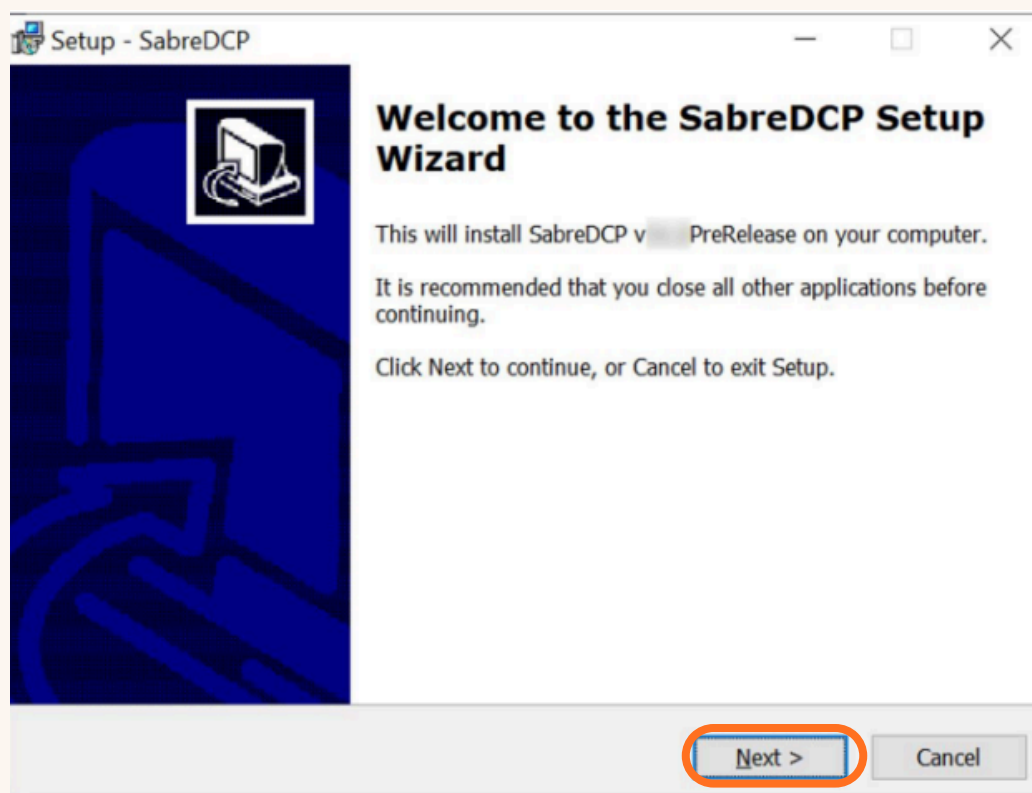 Setup - SabreDCP
Welcome to the SabreDCP Setup
Wizard
This will install SabreDCP v PreRelease on your computer.
It is recommended that you close all other applications before
continuing.
Click Next to continue, or Cancel to exit Setup.
Next >
Cancel